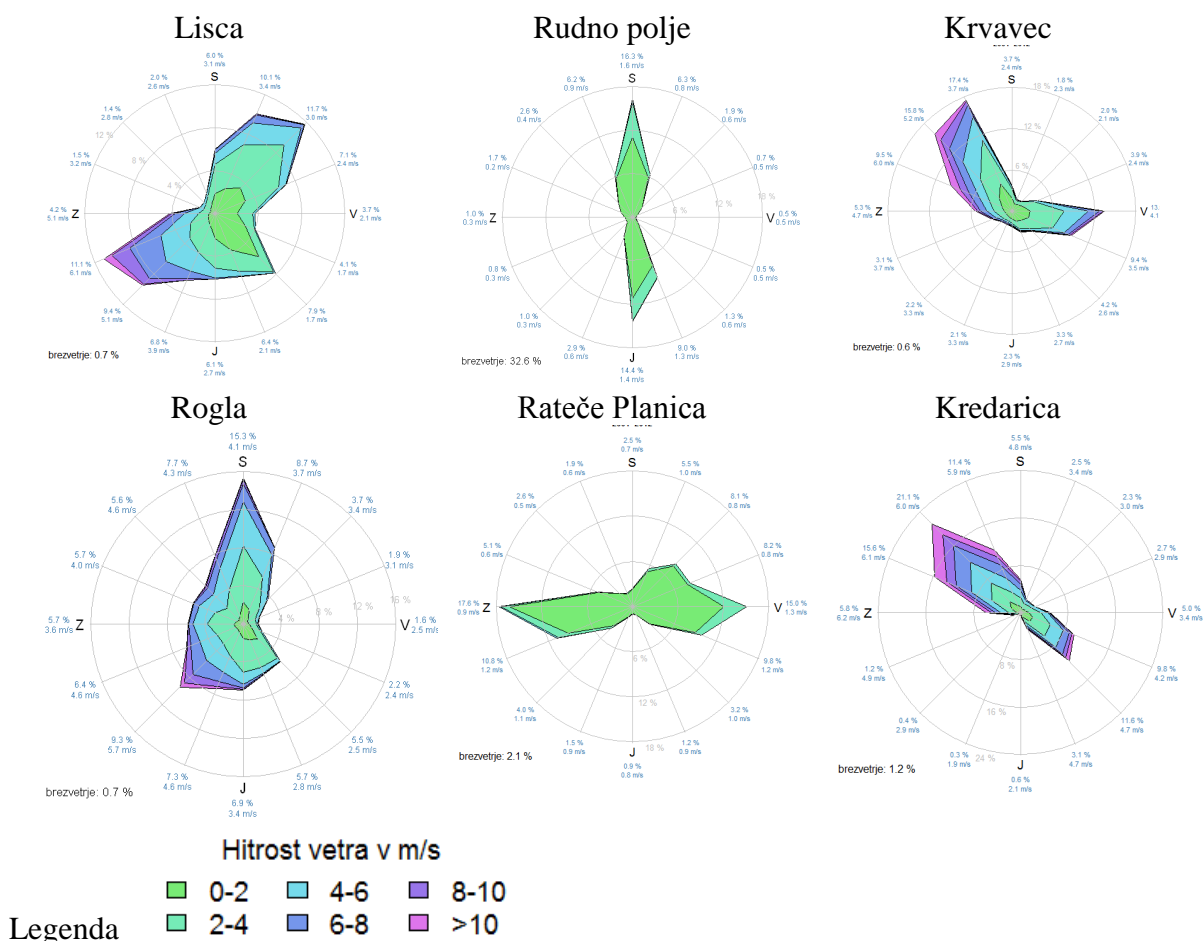 Lisca
Rudno polje
Krvavec
6.0 %
3.1 m/s
S
10.1 %
3.4 m/s
11.7 %
3.0 m/s
7.1 %
2.4 m/s
V
3.7 %
2.1 m/s
4.1 %
1.7 m/s
7.9 %
1.7 m/s
6.4 %
2.1 m/s
J
6.1 %
2.7 m/s
6.8 %
3.9 m/s
9.4 %
5.1 m/s
11.1 %
6.1 m/s
4.2 %
5.1 m/s
Z
1.5 %
3.2 m/s
1.4 %
2.8 m/s
2.0 %
2.6 m/s
12 %
8 %
4 %
brezvetrje: 0.7 %
16.3 %
1.6 m/s
S
6.3 %
0.8 m/s
1.9 %
0.6 m/s
0.7 %
0.5 m/s
V
0.5 %
0.5 m/s
0.5 %
0.5 m/s
1.3 %
0.6 m/s
9.0 %
1.3 m/s
J
14.4 %
1.4 m/s
2.9 %
0.6 m/s
1.0 %
0.3 m/s
0.8 %
0.3 m/s
1.0 %
0.3 m/s
Z
1.7 %
0.2 m/s
2.6 %
0.4 m/s
6.2 %
0.9 m/s
6 %
12 %
brezvetrje: 32.6 %
3.7 %
2.4 m/s
S
1.8 %
2.3 m/s
2.0 %
2.1 m/s
3.9 %
2.4 m/s
V
13.
4.1
9.4 %
3.5 m/s
4.2 %
2.6 m/s
3.3 %
2.7 m/s
J
2.3 %
2.9 m/s
2.1 %
3.3 m/s
2.2 %
3.3 m/s
3.1 %
3.7 m/s
5.3 %
4.7 m/s
Z
9.5 %
6.0 m/s
15.8 %
5.2 m/s
17.4 %
3.7 m/s
18 %
12 %
6 %
brezvetrje: 0.6 %
Rogla
Rateče Planica
Kredarica
15.3 %
4.1 m/s
S
8.7 %
3.7 m/s
3.7 %
3.4 m/s
1.9 %
3.1 m/s
V
1.6 %
2.5 m/s
2.2 %
2.4 m/s
5.5 %
2.5 m/s
5.7 %
2.8 m/s
J
6.9 %
3.4 m/s
7.3 %
4.6 m/s
9.3 %
5.7 m/s
6.4 %
4.6 m/s
5.7 %
3.6 m/s
Z
5.7 %
4.0 m/s
5.6 %
4.6 m/s
7.7 %
4.3 m/s
4 %
8 %
12 %
16 %
brezvetrje: 0.7 %
2.5 %
0.7 m/s
S
5.5 %
1.0 m/s
8.1 %
0.8 m/s
8.2 %
0.8 m/s
V
15.0 %
1.3 m/s
9.8 %
1.2 m/s
3.2 %
1.0 m/s
1.2 %
0.9 m/s
J
0.9 %
0.8 m/s
1.5 %
0.9 m/s
4.0 %
1.1 m/s
10.8 %
1.2 m/s
17.6 %
0.9 m/s
Z
5.1 %
0.6 m/s
2.6 %
0.5 m/s
1.9 %
0.6 m/s
6 %
12 %
18 %
brezvetrje: 2.1 %
5.5 %
4.8 m/s
S
2.5 %
3.4 m/s
2.3 %
3.0 m/s
2.7 %
2.9 m/s
V
5.0 %
3.4 m/s
9.8 %
4.2 m/s
11.6 %
4.7 m/s
3.1 %
4.7 m/s
J
0.6 %
2.1 m/s
0.3 %
1.9 m/s
0.4 %
2.9 m/s
1.2 %
4.9 m/s
5.8 %
6.2 m/s
Z
15.6 %
6.1 m/s
21.1 %
6.0 m/s
11.4 %
5.9 m/s
8 %
16 %
24 %
brezvetrje: 1.2 %
Hitrost vetra v m/s
0-2 4-6 8-10
2-4 6-8 >10
Legenda